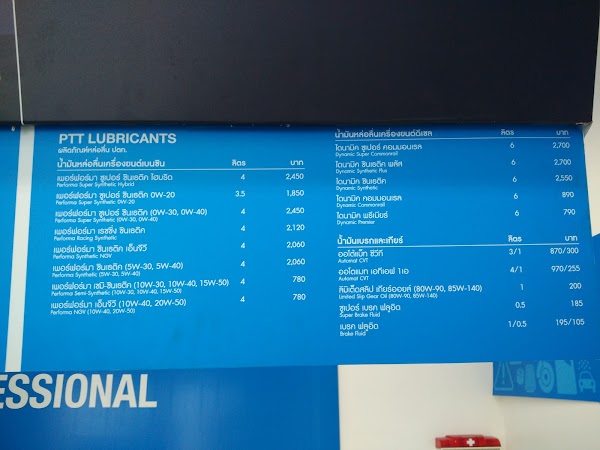 PTT LUBRICANTS
ผลิตภัณฑ์หล่อลื่น ปตท.
น้ำมันหล่อลื่นเครื่องยนต์เบนซิน ลิตร บาท
เพอร์ฟอร์มา ซูเปอร์ ซินเธติค ไฮบริด 4 2,450
Performa Super Synthetic Hybrid
เพอร์ฟอร์มา ซูเปอร์ ซินเธติค 0W-20 3.5 1,850
Performa Super Synthetic 0W-20
เพอร์ฟอร์มา ซูเปอร์ ซินเธติค (0W-30, 0W-40) 4 2,450
Performa Super Synthetic (0W-30, 0W-40)
เพอร์ฟอร์มา เรซซิ่ง ซินเธติค 4 2,120
Performa Racing Synthetic
เพอร์ฟอร์มา ซินเธติค เอ็นจีวี 4 2,060
Performa Synthetic NGV
เพอร์ฟอร์มา ซินเธติค (5W-30, 5W-40) 4 2,060
Performa Synthetic (5W-30, 5W-40)
เพอร์ฟอร์มา เซมิ-ซินเธติค (10W-30, 10W-40, 15W-50) 4 780
Performa Semi-Synthetic (10W-30, 10W-40, 15W-50)
เพอร์ฟอร์มา เอ็นจีวี (10W-40, 20W-50) 4 780
Performa NGV (10W-40, 20W-50)
น้ำมันหล่อลื่นเครื่องยนต์ดีเซล ลิตร บาท
ไดนามิค ซูเปอร์ คอมมอนเรล 6 2,700
Dynamic Super Commonrail
ไดนามิค ซินเธติค พลัส 6 2,700
Dynamic Synthetic Plus
ไดนามิค ซินเธติค 6 2,550
Dynamic Synthetic
ไดนามิค คอมมอนเรล 6 890
Dynamic Commonrail
ไดนามิค พรีเมียร์ 6 790
Dynamic Premier
น้ำมันเบรกและเกียร์ ลิตร บาท
ออโต้แม็ท ซีวีที 3/1 870/300
Automat CVT
ออโตเมท เอทีเอฟ 1เอ 4/1 970/255
Automat CVT
ลิมิเต็ดสลิป เกียร์ออยล์ (80W-90, 85W-140) 1 200
Limited Slip Gear Oil (80W-90, 85W-140)
ซูเปอร์ เบรค ฟลูอิด 0.5 185
Super Brake Fluid
เบรค ฟลูอิด 1/0.5 195/105
Brake Fluid
ESSIONAL